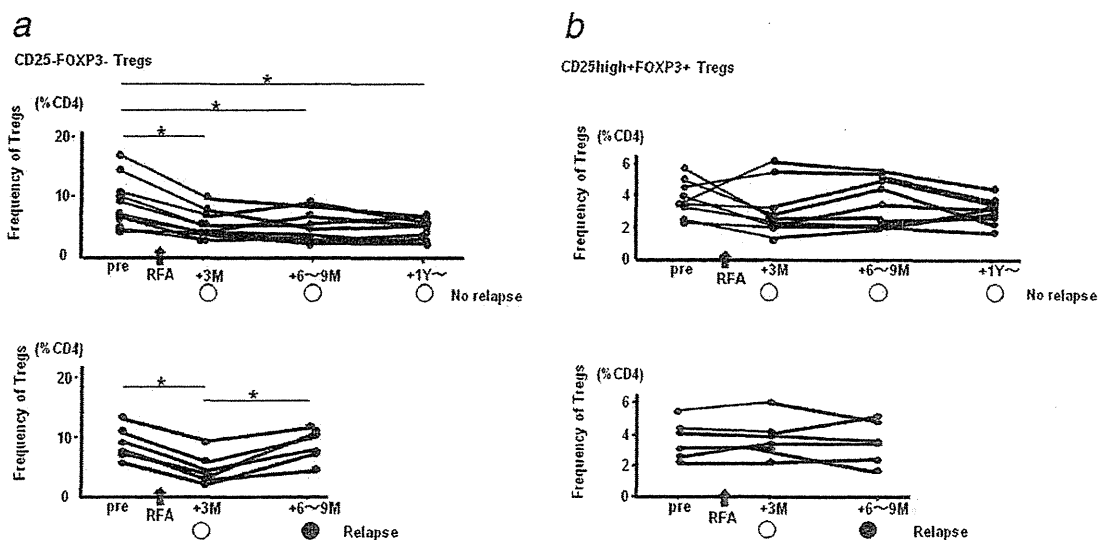 a
CD25-FOXP3- Tregs
*
*
*
(%CD4)
Frequency of Tregs
20
10
0
pre
RFA
+3M
+6~9M
+1Y~
No relapse
(%CD4)
Frequency of Tregs
*
*
20
10
0
pre
RFA
+3M
+6~9M
Relapse
b
CD25high+FOXP3+ Tregs
(%CD4)
Frequency of Tregs
6
4
2
0
pre
RFA
+3M
+6~9M
+1Y~
No relapse
(%CD4)
Frequency of Tregs
6
4
2
0
pre
RFA
+3M
+6~9M
Relapse